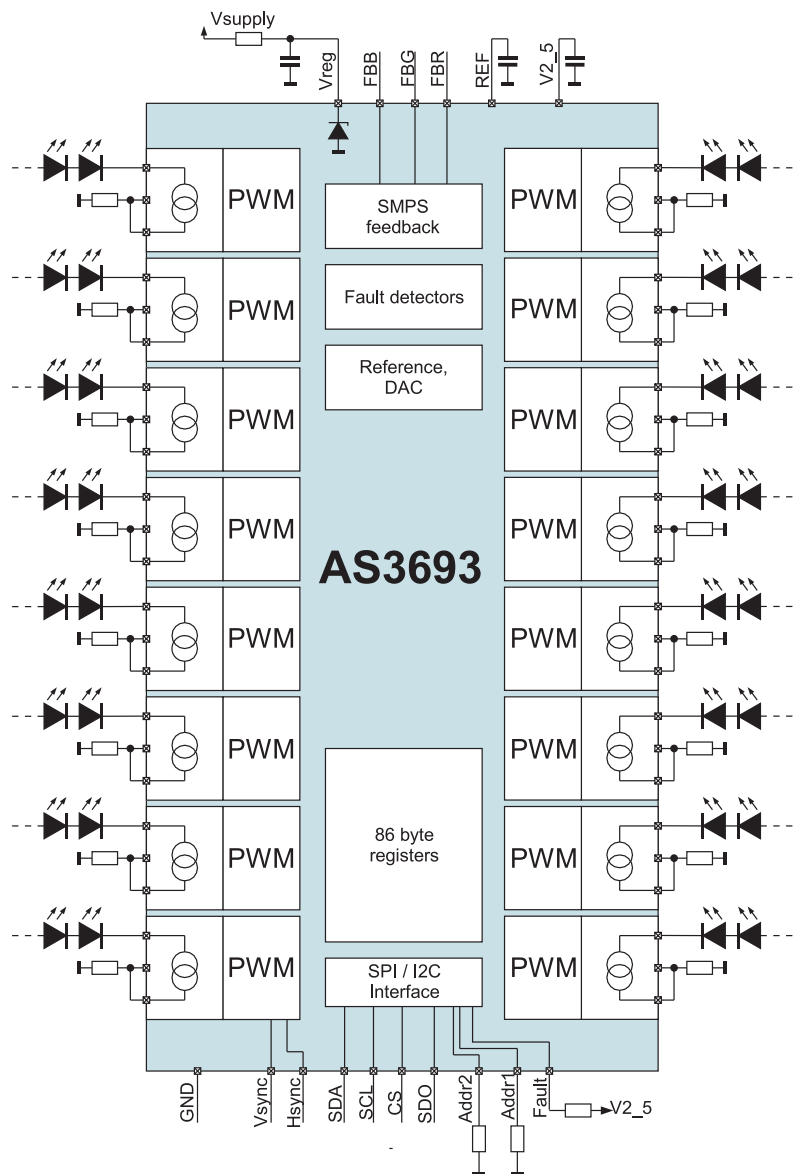 Vsupply
Vreg
FBB
FBG
FBR
REF
V2_5
PWM
PWM
SMPS
feedback
PWM
PWM
Fault detectors
PWM
PWM
Reference,
DAC
PWM
PWM
AS3693
PWM
PWM
PWM
PWM
PWM
PWM
86 byte
registers
PWM
PWM
SPI / I2C
Interface
GND
Vsync
Hsync
SDA
SCL
CS
SDO
Addr2
Addr1
Fault
V2_5
-